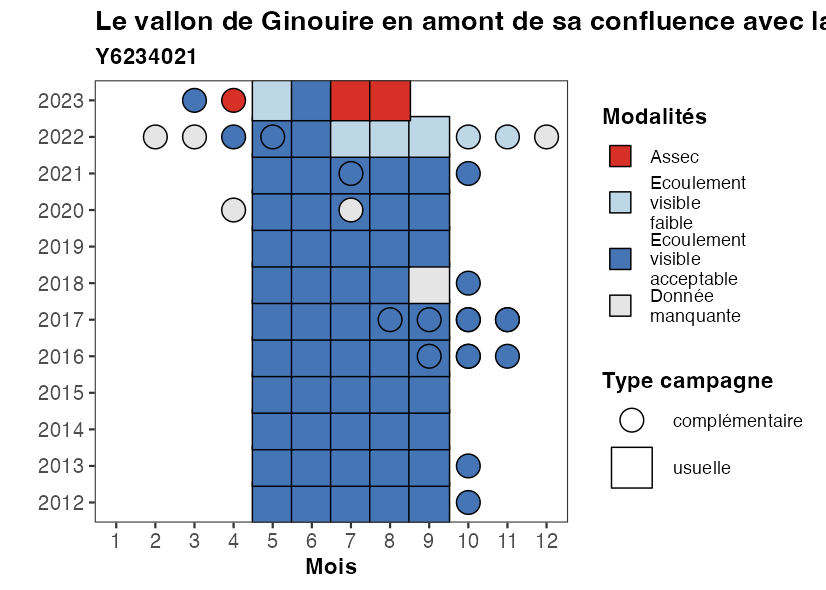 Le vallon de Ginouire en amont de sa confluence avec la
Y6234021
2023
2022
2021
2020
2019
2018
2017
2016
2015
2014
2013
2012
1 2 3 4 5 6 7 8 9 10 11 12
Mois
Modalités
Assec
Ecoulement
visible
faible
Ecoulement
visible
acceptable
Donnée
manquante
Type campagne
complémentaire
usuelle